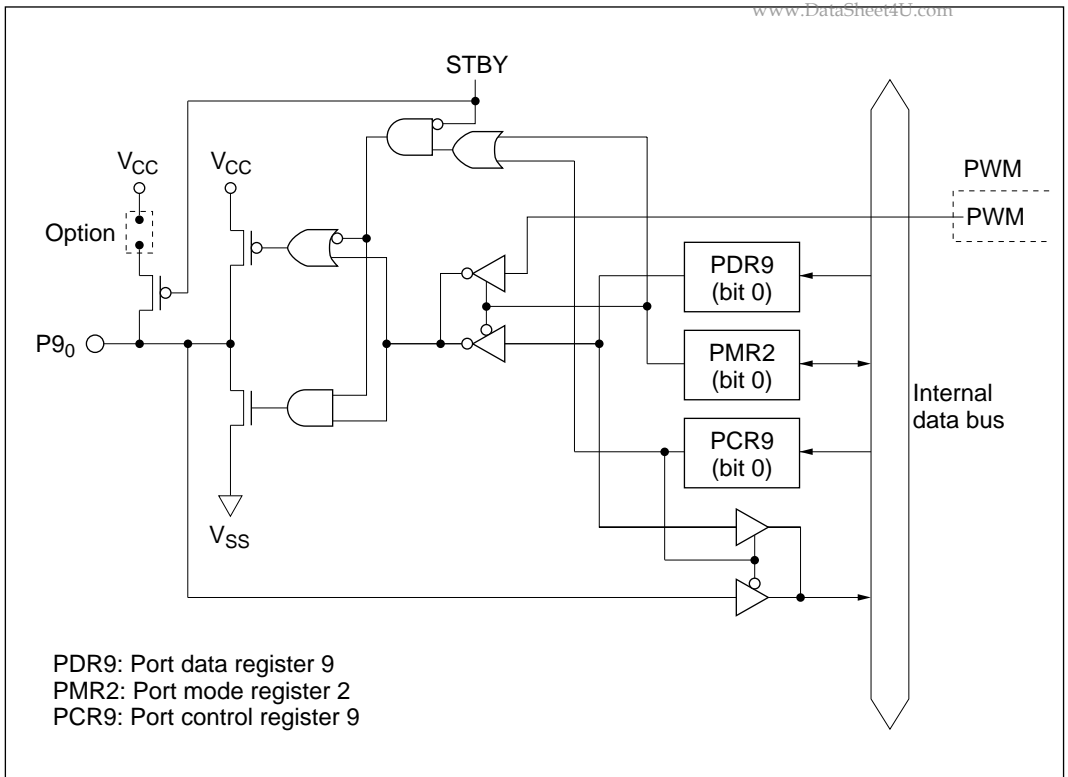 www.DataSheet4U.com
STBY
VCC
VCC
PWM
PWM
Option
PDR9
(bit 0)
P90
PMR2
(bit 0)
Internal
data bus
PCR9
(bit 0)
VSS
PDR9: Port data register 9
PMR2: Port mode register 2
PCR9: Port control register 9